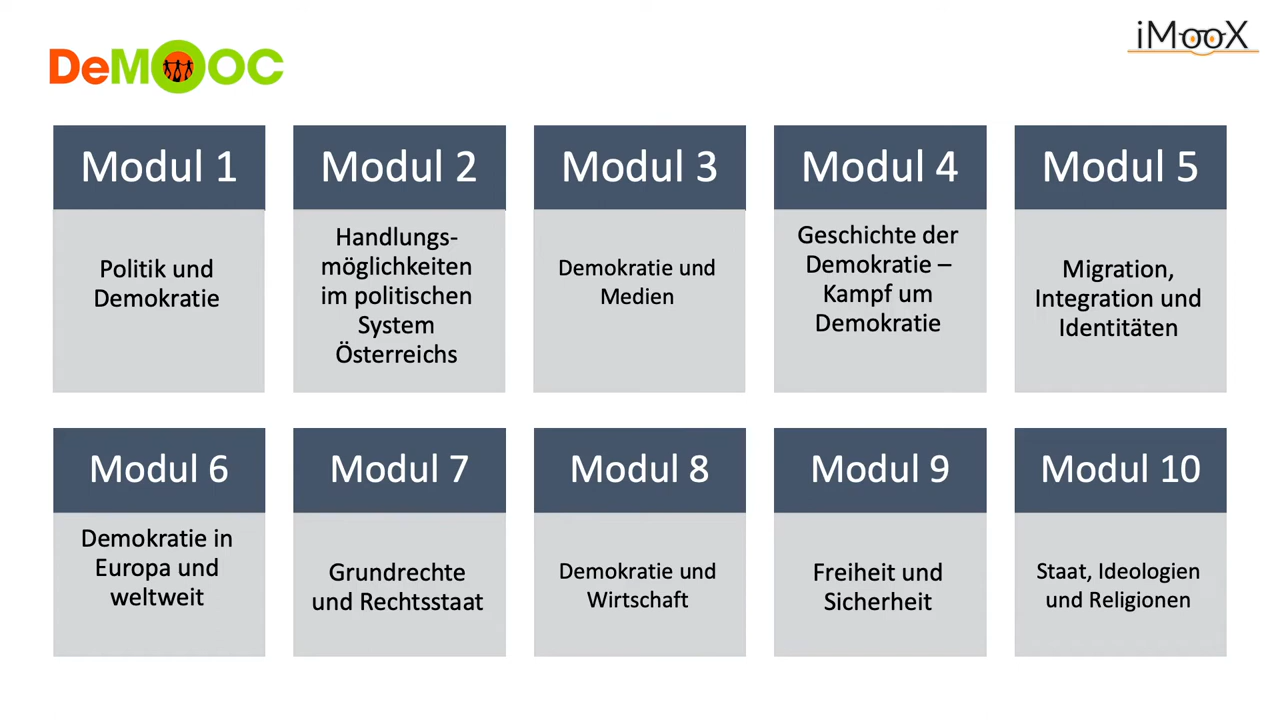 DeMOOC
iMooX
Modul 1
Politik und
Demokratie
Modul 2
Handlungs-
möglichkeiten
im politischen
System
Österreichs
Modul 3
Demokratie und
Medien
Modul 4
Geschichte der
Demokratie –
Kampf um
Demokratie
Modul 5
Migration,
Integration und
Identitäten
Modul 6
Demokratie in
Europa und
weltweit
Modul 7
Grundrechte
und Rechtsstaat
Modul 8
Demokratie und
Wirtschaft
Modul 9
Freiheit und
Sicherheit
Modul 10
Staat, Ideologien
und Religionen